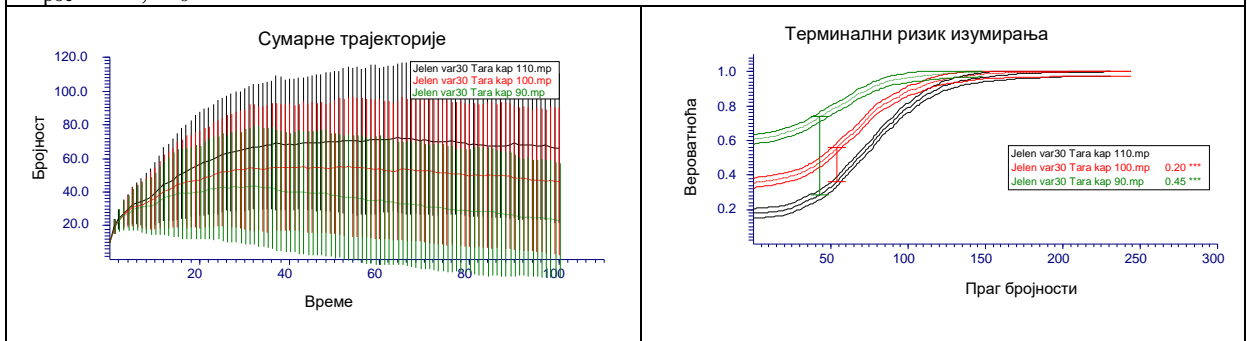 Сумарне трајекторије
120.0
100.0
80.0
60.0
40.0
20.0
Бројност
Jelen var30 Tara kap 110.mp
Jelen var30 Tara kap 100.mp
Jelen var30 Tara kap 90.mp
20 40 60 80 100
Време
Терминални ризик изумирања
1.0
0.8
0.6
0.4
0.2
Вероватноћа
Jelen var30 Tara kap 110.mp
Jelen var30 Tara kap 100.mp 0.20 ***
Jelen var30 Tara kap 90.mp 0.45 ***
50 100 150 200 250 300
Праг бројности